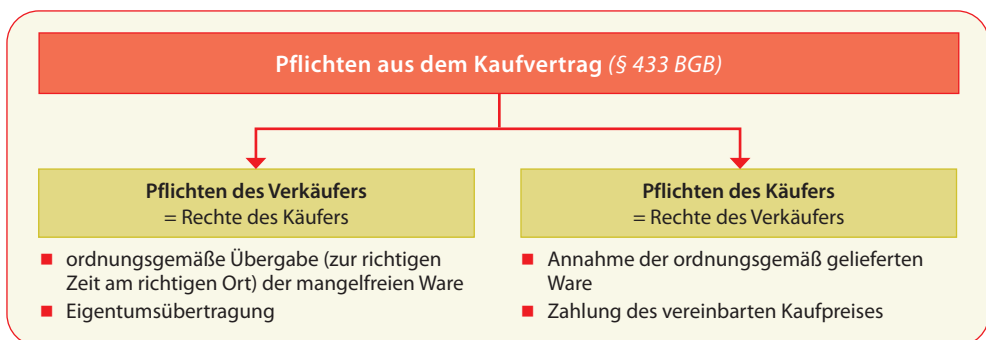 Pflichten aus dem Kaufvertrag (§ 433 BGB)
Pflichten des Verkäufers
= Rechte des Käufers
ordnungsgemäße Übergabe (zur richtigen
Zeit am richtigen Ort) der mangelfreien Ware
Eigentumsübertragung
Pflichten des Käufers
= Rechte des Verkäufers
Annahme der ordnungsgemäß gelieferten
Ware
Zahlung des vereinbarten Kaufpreises